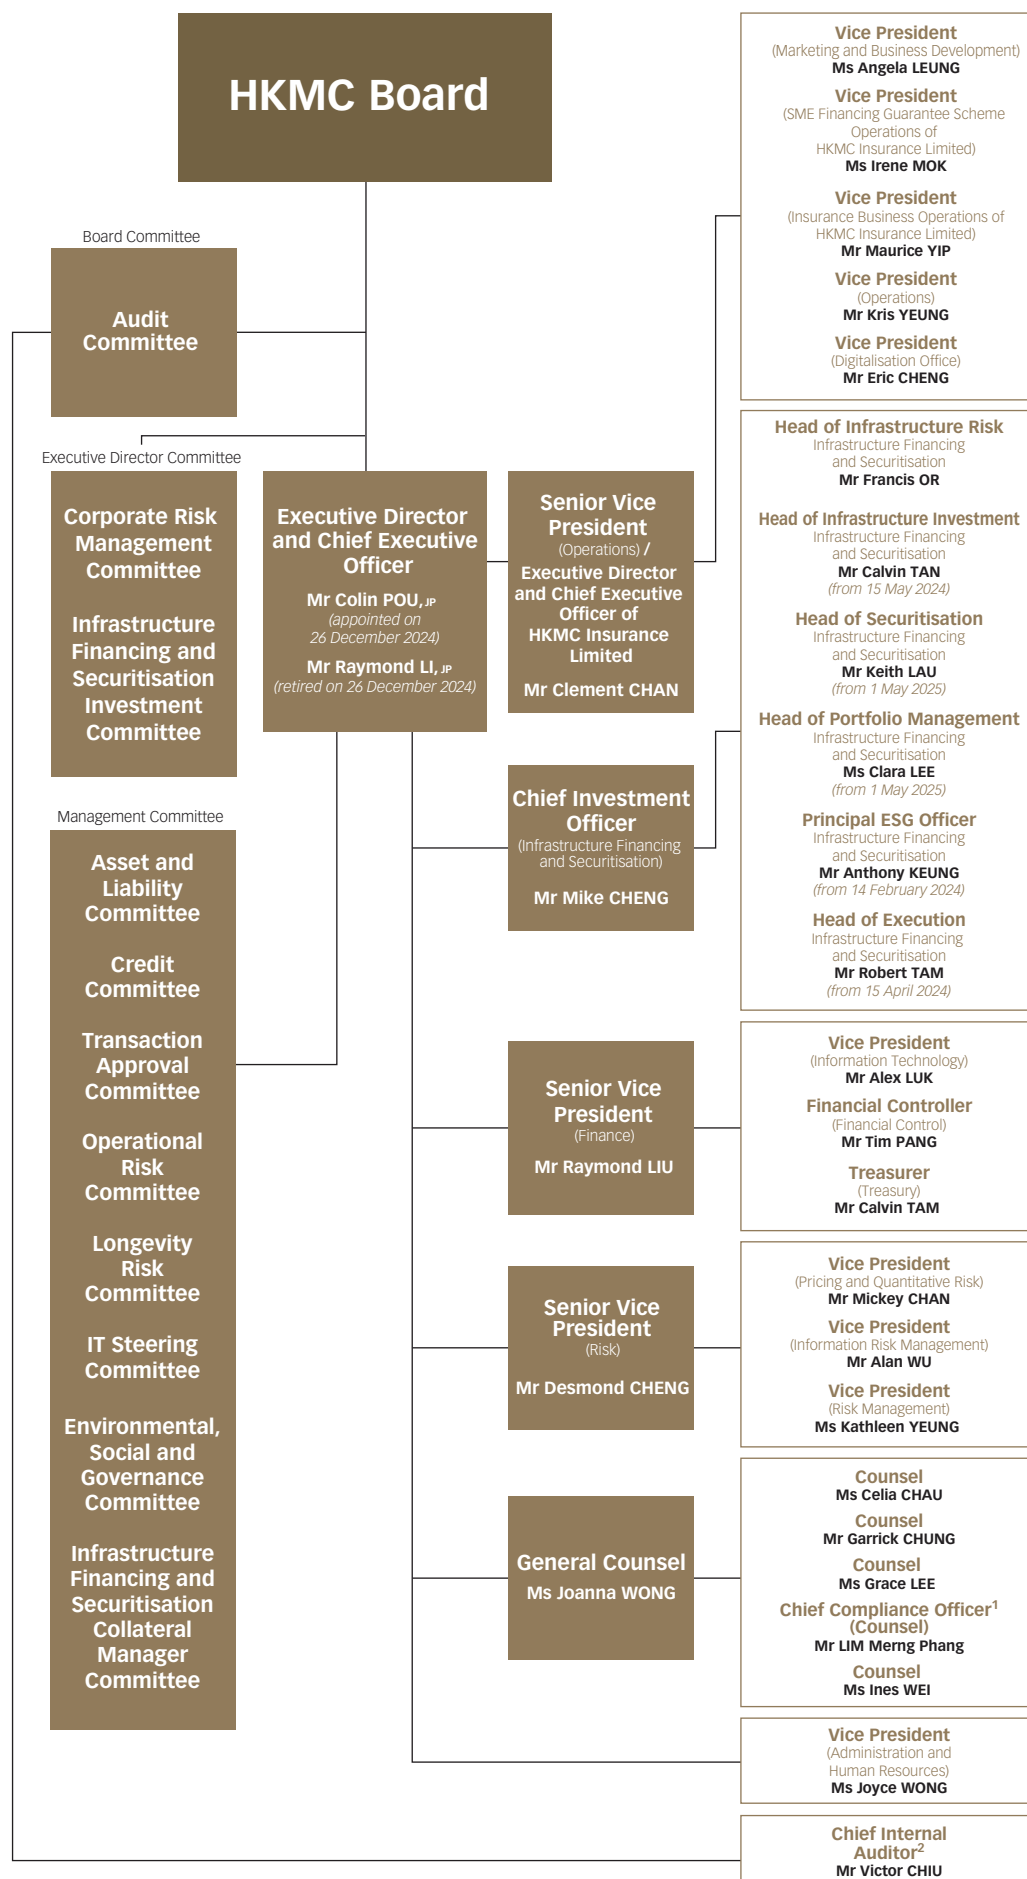 HKMC Board
Board Committee
Audit
Committee
Executive Director Committee
Corporate Risk
Management
Committee
Infrastructure
Financing and
Securitisation
Investment
Committee
Management Committee
Asset and
Liability
Committee
Credit
Committee
Transaction
Approval
Committee
Operational
Risk
Committee
Longevity
Risk
Committee
IT Steering
Committee
Environmental,
Social and
Governance
Committee
Infrastructure
Financing and
Securitisation
Collateral
Manager
Committee
Executive Director
and Chief Executive
Officer
Mr Colin POU, JP
(appointed on
26 December 2024)
Mr Raymond LI, JP
(retired on 26 December 2024)
Senior Vice
President
(Operations) /
Executive Director
and Chief Executive
Officer of
HKMC Insurance
Limited
Mr Clement CHAN
Chief Investment
Officer
(Infrastructure Financing
and Securitisation)
Mr Mike CHENG
Senior Vice
President
(Finance)
Mr Raymond LIU
Senior Vice
President
(Risk)
Mr Desmond CHENG
General Counsel
Ms Joanna WONG
Vice President
(Marketing and Business Development)
Ms Angela LEUNG
Vice President
(SME Financing Guarantee Scheme
Operations of
HKMC Insurance Limited)
Ms Irene MOK
Vice President
(Insurance Business Operations of
HKMC Insurance Limited)
Mr Maurice YIP
Vice President
(Operations)
Mr Kris YEUNG
Vice President
(Digitalisation Office)
Mr Eric CHENG
Head of Infrastructure Risk
Infrastructure Financing
and Securitisation
Mr Francis OR
Head of Infrastructure Investment
Infrastructure Financing
and Securitisation
Mr Calvin TAN
(from 15 May 2024)
Head of Securitisation
Infrastructure Financing
and Securitisation
Mr Keith LAU
(from 1 May 2025)
Head of Portfolio Management
Infrastructure Financing
and Securitisation
Ms Clara LEE
(from 1 May 2025)
Principal ESG Officer
Infrastructure Financing
and Securitisation
Mr Anthony KEUNG
(from 14 February 2024)
Head of Execution
Infrastructure Financing
and Securitisation
Mr Robert TAM
(from 15 April 2024)
Vice President
(Information Technology)
Mr Alex LUK
Financial Controller
(Financial Control)
Mr Tim PANG
Treasurer
(Treasury)
Mr Calvin TAM
Vice President
(Pricing and Quantitative Risk)
Mr Mickey CHAN
Vice President
(Information Risk Management)
Mr Alan WU
Vice President
(Risk Management)
Ms Kathleen YEUNG
Counsel
Ms Celia CHAU
Counsel
Mr Garrick CHUNG
Counsel
Ms Grace LEE
Chief Compliance Officer¹
(Counsel)
Mr LIM Merng Phang
Counsel
Ms Ines WEI
Vice President
(Administration and
Human Resources)
Ms Joyce WONG
Chief Internal
Auditor²
Mr Victor CHIU